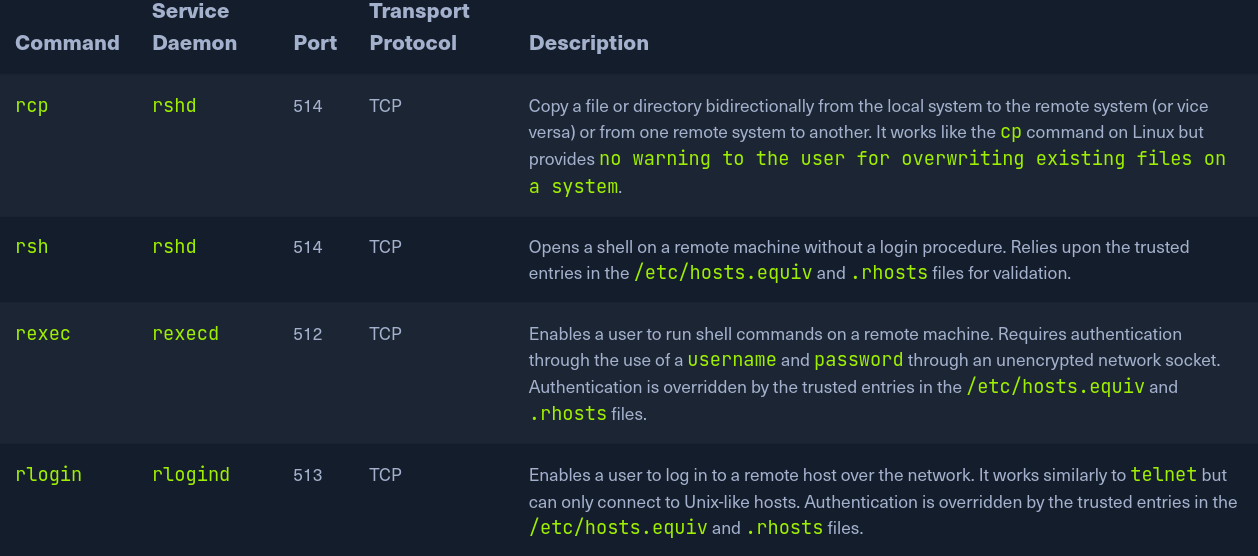 Command Service Daemon Port Transport Protocol Description
rcp rshd 514 TCP Copy a file or directory bidirectionally from the local system to the remote system (or vice
versa) or from one remote system to another. It works like the cp command on Linux but
provides no warning to the user for overwriting existing files on
a system.
rsh rshd 514 TCP Opens a shell on a remote machine without a login procedure. Relies upon the trusted
entries in the /etc/hosts.equiv and .rhosts files for validation.
rexec rexecd 512 TCP Enables a user to run shell commands on a remote machine. Requires authentication
through the use of a username and password through an unencrypted network socket.
Authentication is overridden by the trusted entries in the /etc/hosts.equiv and
.rhosts files.
rlogin rlogind 513 TCP Enables a user to log in to a remote host over the network. It works similarly to telnet but
can only connect to Unix-like hosts. Authentication is overridden by the trusted entries in the
/etc/hosts.equiv and .rhosts files.